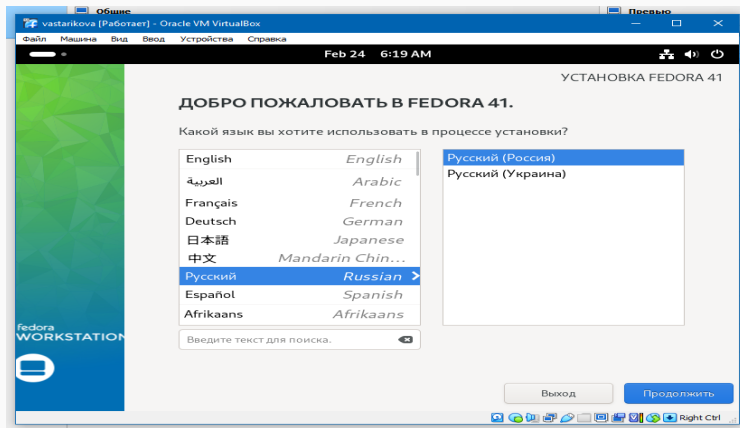 Общие
Превью
vastarikova [Работает] - Oracle VM VirtualBox
Файл Машина Вид Ввод Устройства Справка
Feb 24 6:19 AM
УСТАНОВКА FEDORA 41
ДОБРО ПОЖАЛОВАТЬ В FEDORA 41.
Какой язык вы хотите использовать в процессе установки?
English English
العربية Arabic
Français French
Deutsch German
日本語 Japanese
中文 Mandarin Chin...
Русский Russian
Español Spanish
Afrikaans Afrikaans
Введите текст для поиска.
Русский (Россия)
Русский (Украина)
fedora
WORKSTATION
Выход
Продолжить
Right Ctrl